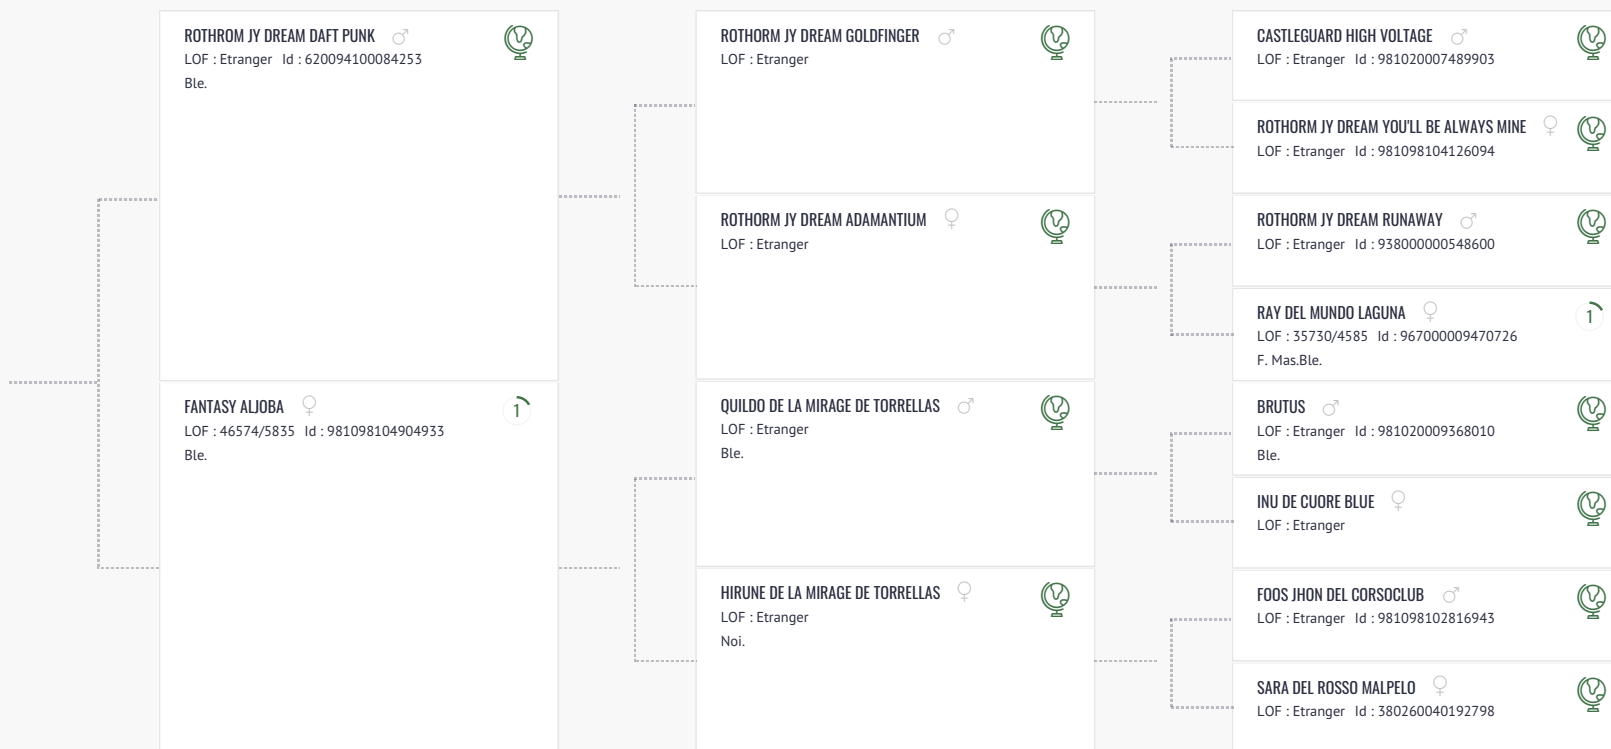 ROTHROM JY DREAM DAFT PUNK
LOF : Etranger Id : 620094100084253
Ble.
FANTASY ALJOBA
1
LOF : 46574/5835 Id : 981098104904933
Ble.
ROTHORM JY DREAM GOLDFINGER
LOF : Etranger
ROTHORM JY DREAM ADAMANTIUM
LOF : Etranger
QUILDO DE LA MIRAGE DE TORRELLAS
LOF : Etranger
Ble.
HIRUNE DE LA MIRAGE DE TORRELLAS
LOF : Etranger
Noi.
CASTLEGUARD HIGH VOLTAGE
LOF : Etranger Id : 981020007489903
ROTHORM JY DREAM YOU'LL BE ALWAYS MINE
LOF : Etranger Id : 981098104126094
ROTHORM JY DREAM RUNAWAY
LOF : Etranger Id : 938000000548600
RAY DEL MUNDO LAGUNA
1
LOF : 35730/4585 Id : 967000009470726
F. Mas.Ble.
BRUTUS
LOF : Etranger Id : 981020009368010
Ble.
INU DE CUORE BLUE
LOF : Etranger
FOOS JHON DEL CORSOCLUB
LOF : Etranger Id : 981098102816943
SARA DEL ROSSO MALPELO
LOF : Etranger Id : 380260040192798